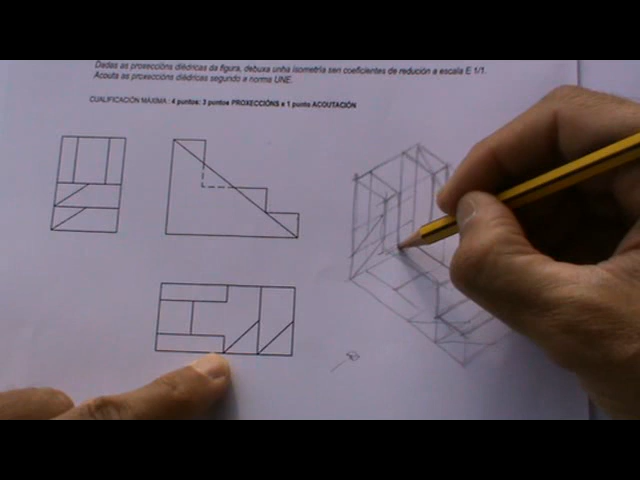 Dadas as proxeccións diédricas da figura, debuxa unha isometría sen coeficientes de redución a escala E 1/1.
Acouta as proxeccións diédricas segundo a norma UNE.
CUALIFICACIÓN MÁXIMA: 4 puntos: 3 puntos PROXECCIÓNS e 1 punto ACOUTACIÓN